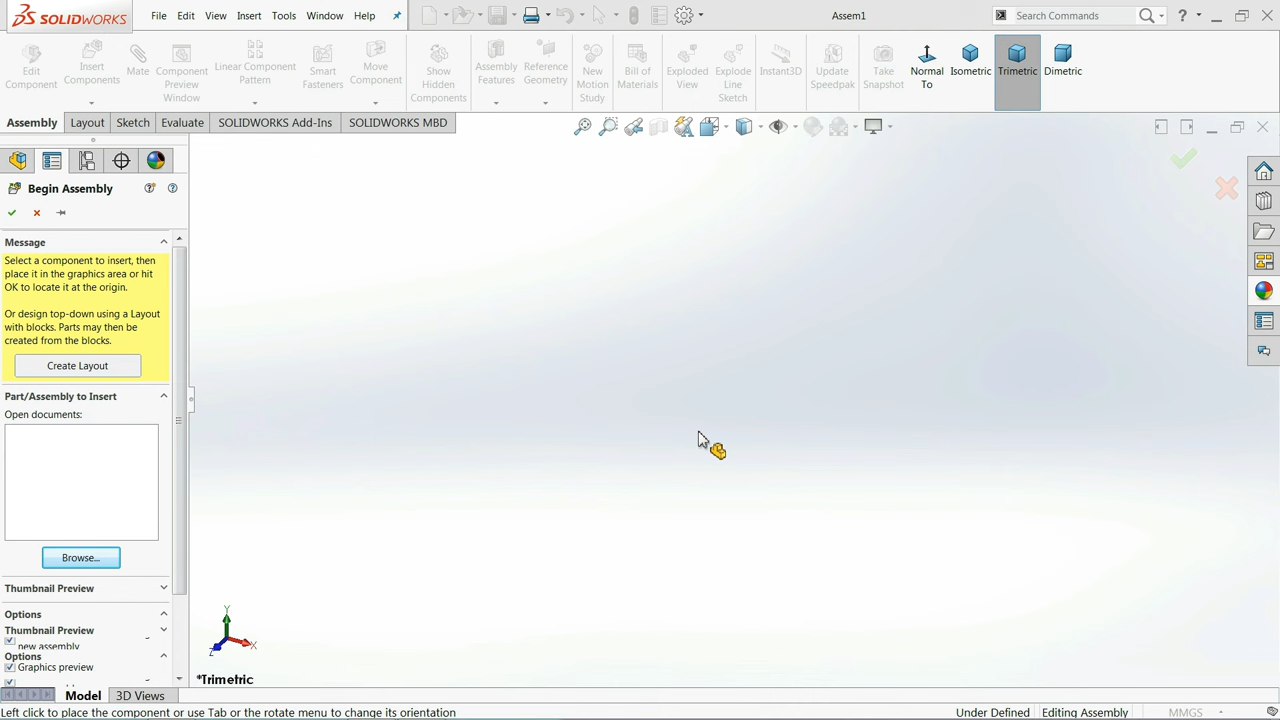 SOLIDWORKS File Edit View Insert Tools Window Help Assem1 Search Commands ?
Edit Component
Insert Components
Mate
Component Preview Window
Linear Component Pattern
Smart Fasteners
Move Component
Show Hidden Components
Assembly Features
Reference Geometry
New Motion Study
Bill of Materials
Exploded View
Explode Line Sketch
Instant3D
Update Speedpak
Take Snapshot
Normal To
Isometric
Trimetric
Dimetric
Assembly Layout Sketch Evaluate SOLIDWORKS Add-Ins SOLIDWORKS MBD
Begin Assembly
Message
Select a component to insert, then
place it in the graphics area or hit
OK to locate it at the origin.
Or design top-down using a Layout
with blocks. Parts may then be
created from the blocks.
Create Layout
Part/Assembly to Insert
Open documents:
Browse...
Thumbnail Preview
Options
Thumbnail Preview
new assembly
Options
Graphics preview
Y
X
Z
*Trimetric
Model 3D Views
Left click to place the component or use Tab or the rotate menu to change its orientation Under Defined Editing Assembly MMGS